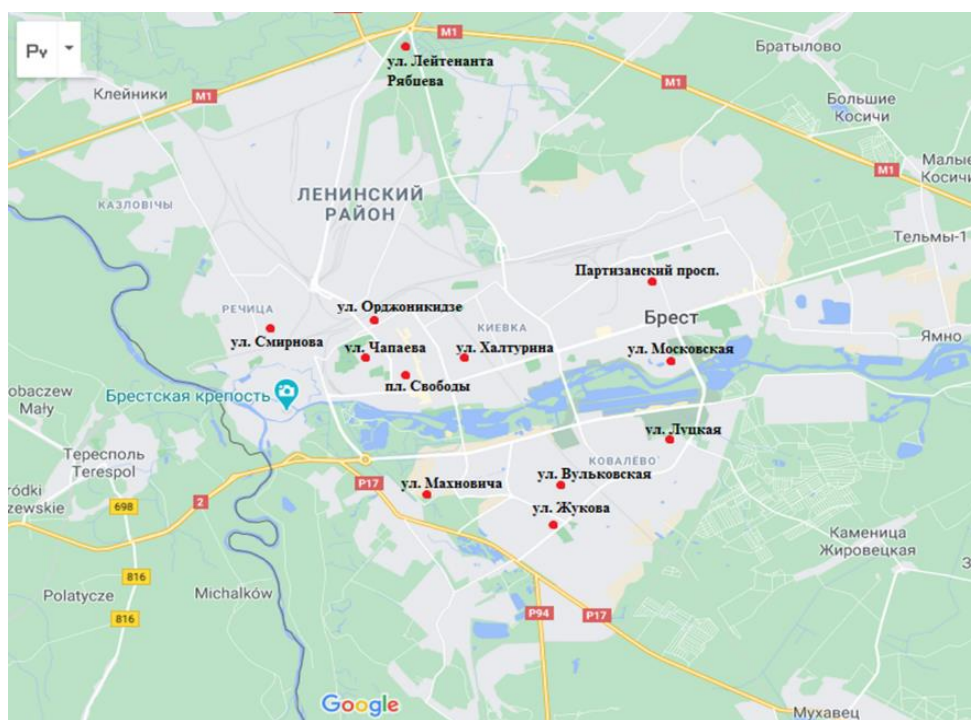 Ру
M1
ул. Лейтенанта
Рябцева
Братылово
Клейники
M1
M1
Большие
Косичи
M1
Малые
Косичи
ЛЕНИНСКИЙ
РАЙОН
КАЗЛОВІЧЫ
Тельмы-1
Партизанский просп.
РЕЧИЦА
ул. Орджоникидзе
КИЕВКА
Брест
Ямно
ул. Смирнова
ул. Чапаева
ул. Халтурина
ул. Московская
пл. Свободы
Брестская крепость
obaczew
Mały
Тересполь
Terespol
ул. Луцкая
КОВАЛЁВО
ródki
zewskie
698
2
P17
ул. Махновича
ул. Вульковская
ул. Жукова
Каменица
Жировецкая
З
816
Polatycze
816
Michalków
P94
P17
Google
Мухавец